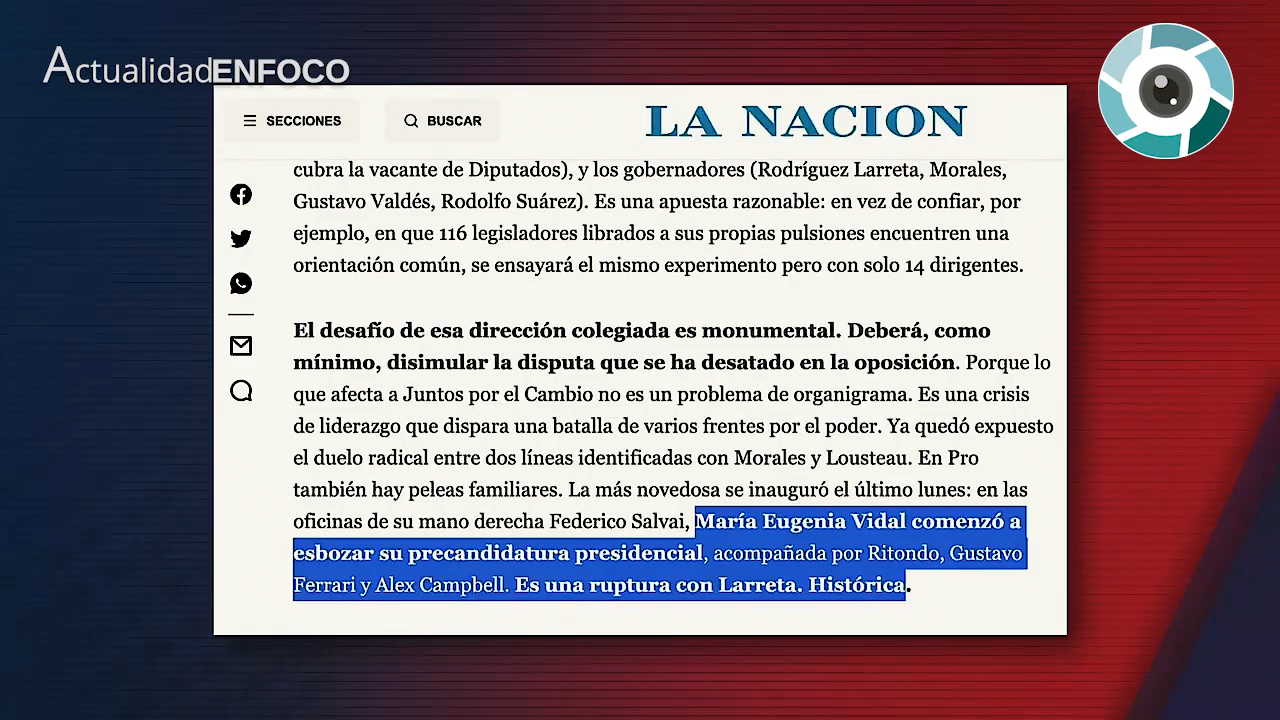 ActualidadENFOCO
SECCIONES
BUSCAR
LA NACION
cubra la vacante de Diputados), y los gobernadores (Rodríguez Larreta, Morales,
Gustavo Valdés, Rodolfo Suárez). Es una apuesta razonable: en vez de confiar, por
ejemplo, en que 116 legisladores librados a sus propias pulsiones encuentren una
orientación común, se ensayará el mismo experimento pero con solo 14 dirigentes.
El desafío de esa dirección colegiada es monumental. Deberá, como
mínimo, disimular la disputa que se ha desatado en la oposición. Porque lo
que afecta a Juntos por el Cambio no es un problema de organigrama. Es una crisis
de liderazgo que dispara una batalla de varios frentes por el poder. Ya quedó expuesto
el duelo radical entre dos líneas identificadas con Morales y Lousteau. En Pro
también hay peleas familiares. La más novedosa se inauguró el último lunes: en las
oficinas de su mano derecha Federico Salvai, María Eugenia Vidal comenzó a
esbozar su precandidatura presidencial, acompañada por Ritondo, Gustavo
Ferrari y Alex Campbell. Es una ruptura con Larreta. Histórica.